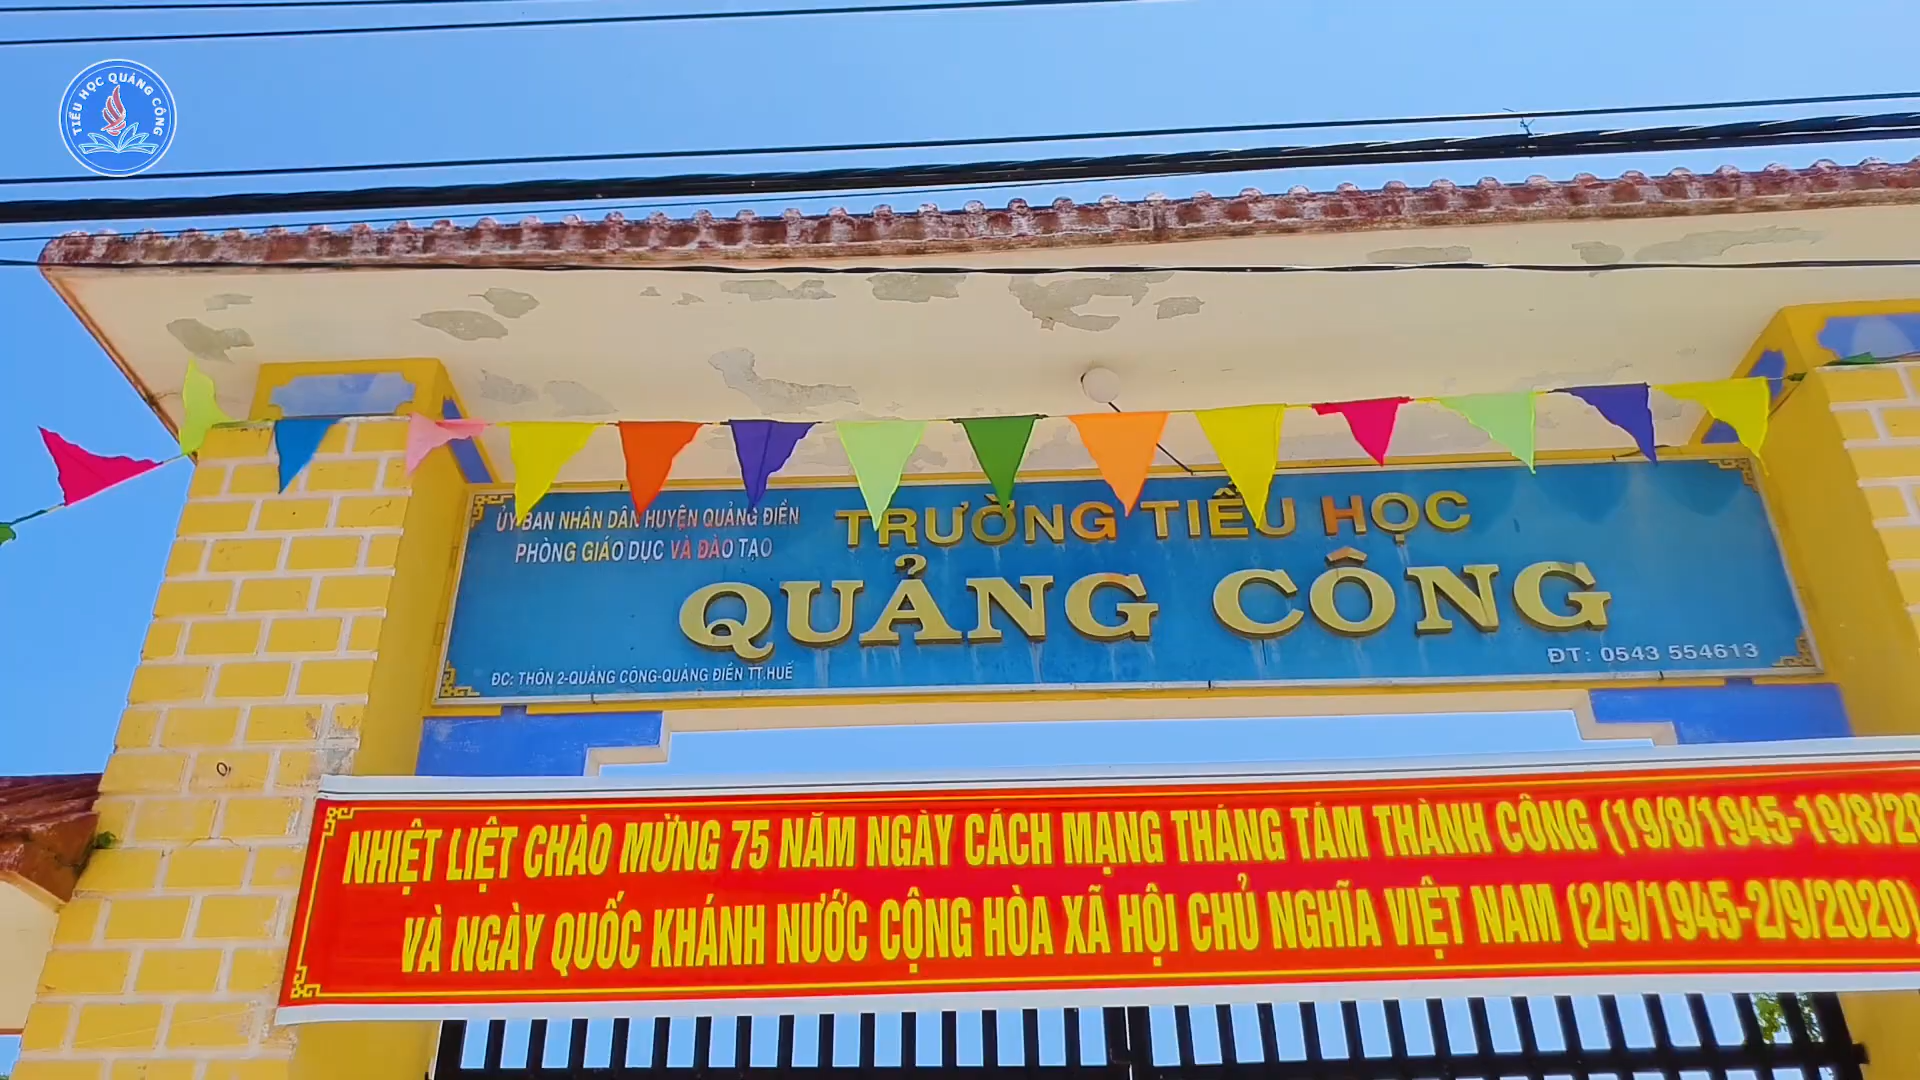 TIỂU HỌC QUẢNG CÔNG
ỦY BAN NHÂN DÂN HUYỆN QUẢNG ĐIỀN
PHÒNG GIÁO DỤC VÀ ĐÀO TẠO
TRƯỜNG TIỂU HỌC
QUẢNG CÔNG
ĐC: THÔN 2-QUẢNG CÔNG-QUẢNG ĐIỀN TT.HUẾ
ĐT: 0543 554613
NHIỆT LIỆT CHÀO MỪNG 75 NĂM NGÀY CÁCH MẠNG THÁNG TÁM THÀNH CÔNG (19/8/1945-19/8/2
VÀ NGÀY QUỐC KHÁNH NƯỚC CỘNG HÒA XÃ HỘI CHỦ NGHĨA VIỆT NAM (2/9/1945-2/9/2020)